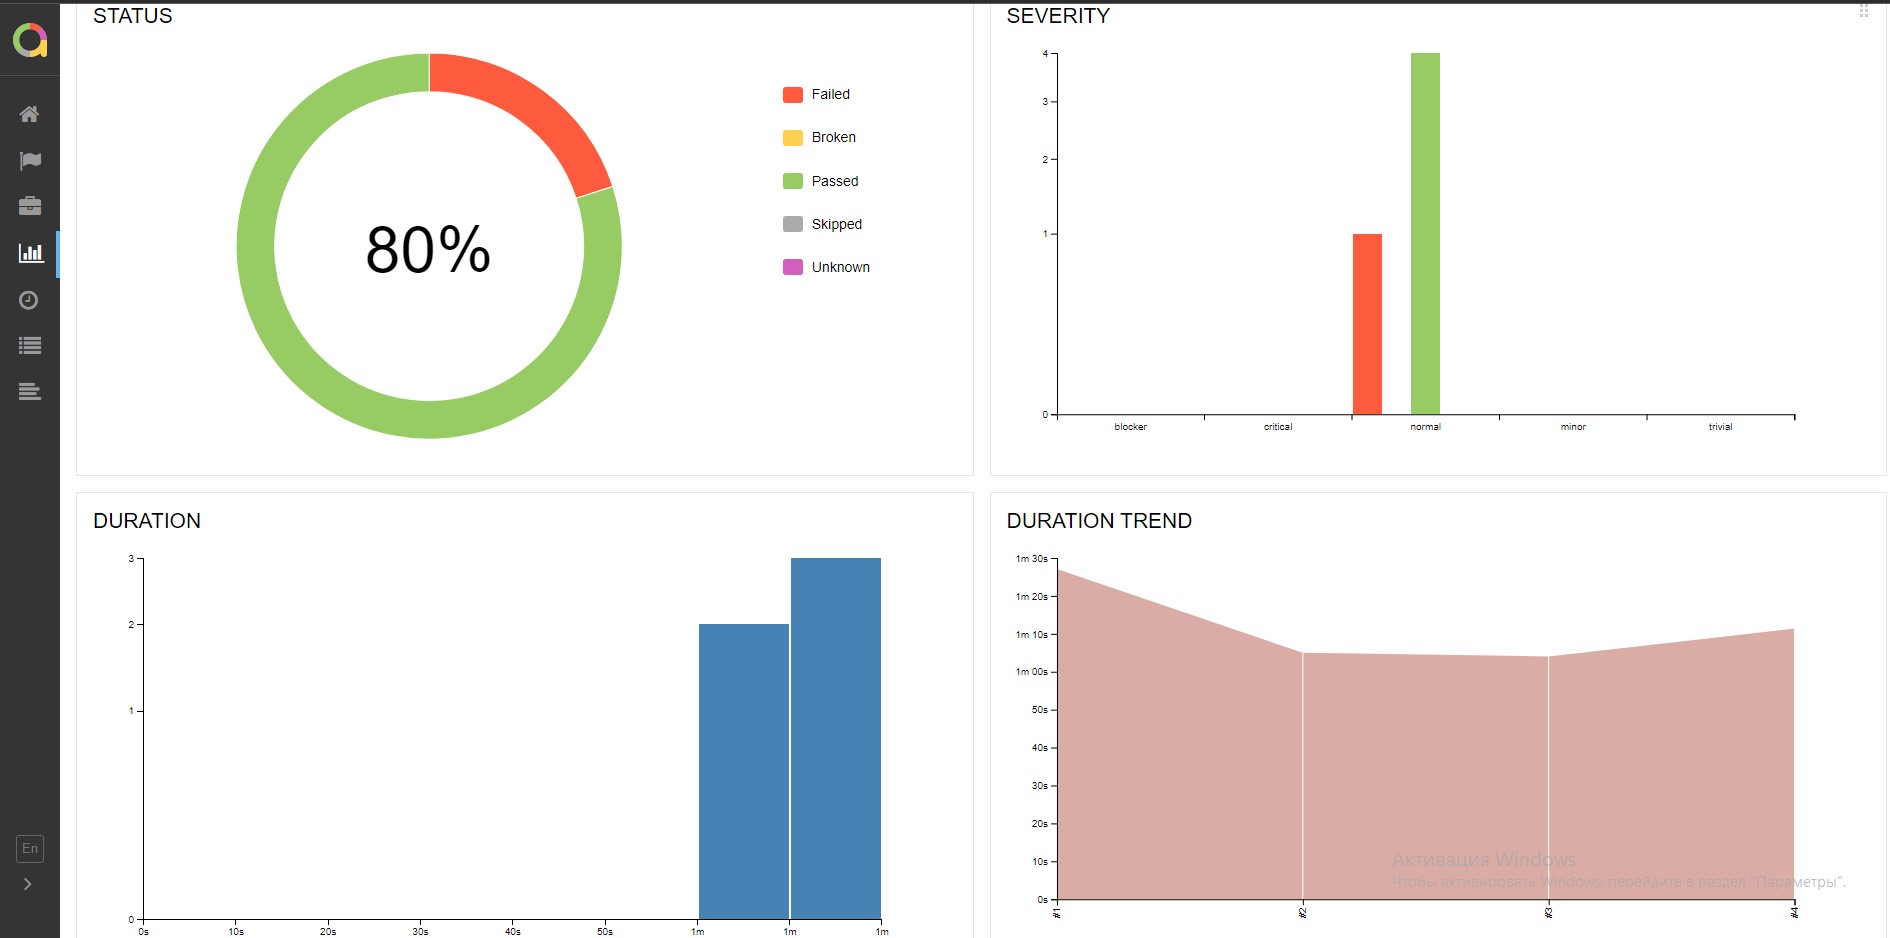 STATUS
80%
Failed
Broken
Passed
Skipped
Unknown
SEVERITY
4
3
2
1
0
blocker critical normal minor trivial
DURATION
3
2
1
0
0s 10s 20s 30s 40s 50s 1m 1m 1m
DURATION TREND
1m 30s
1m 20s
1m 10s
1m 00s
50s
40s
30s
20s
10s
0s
#1 #2 #3 #4
Активация Windows
Чтобы активировать Windows, перейдите в раздел "Параметры".
En